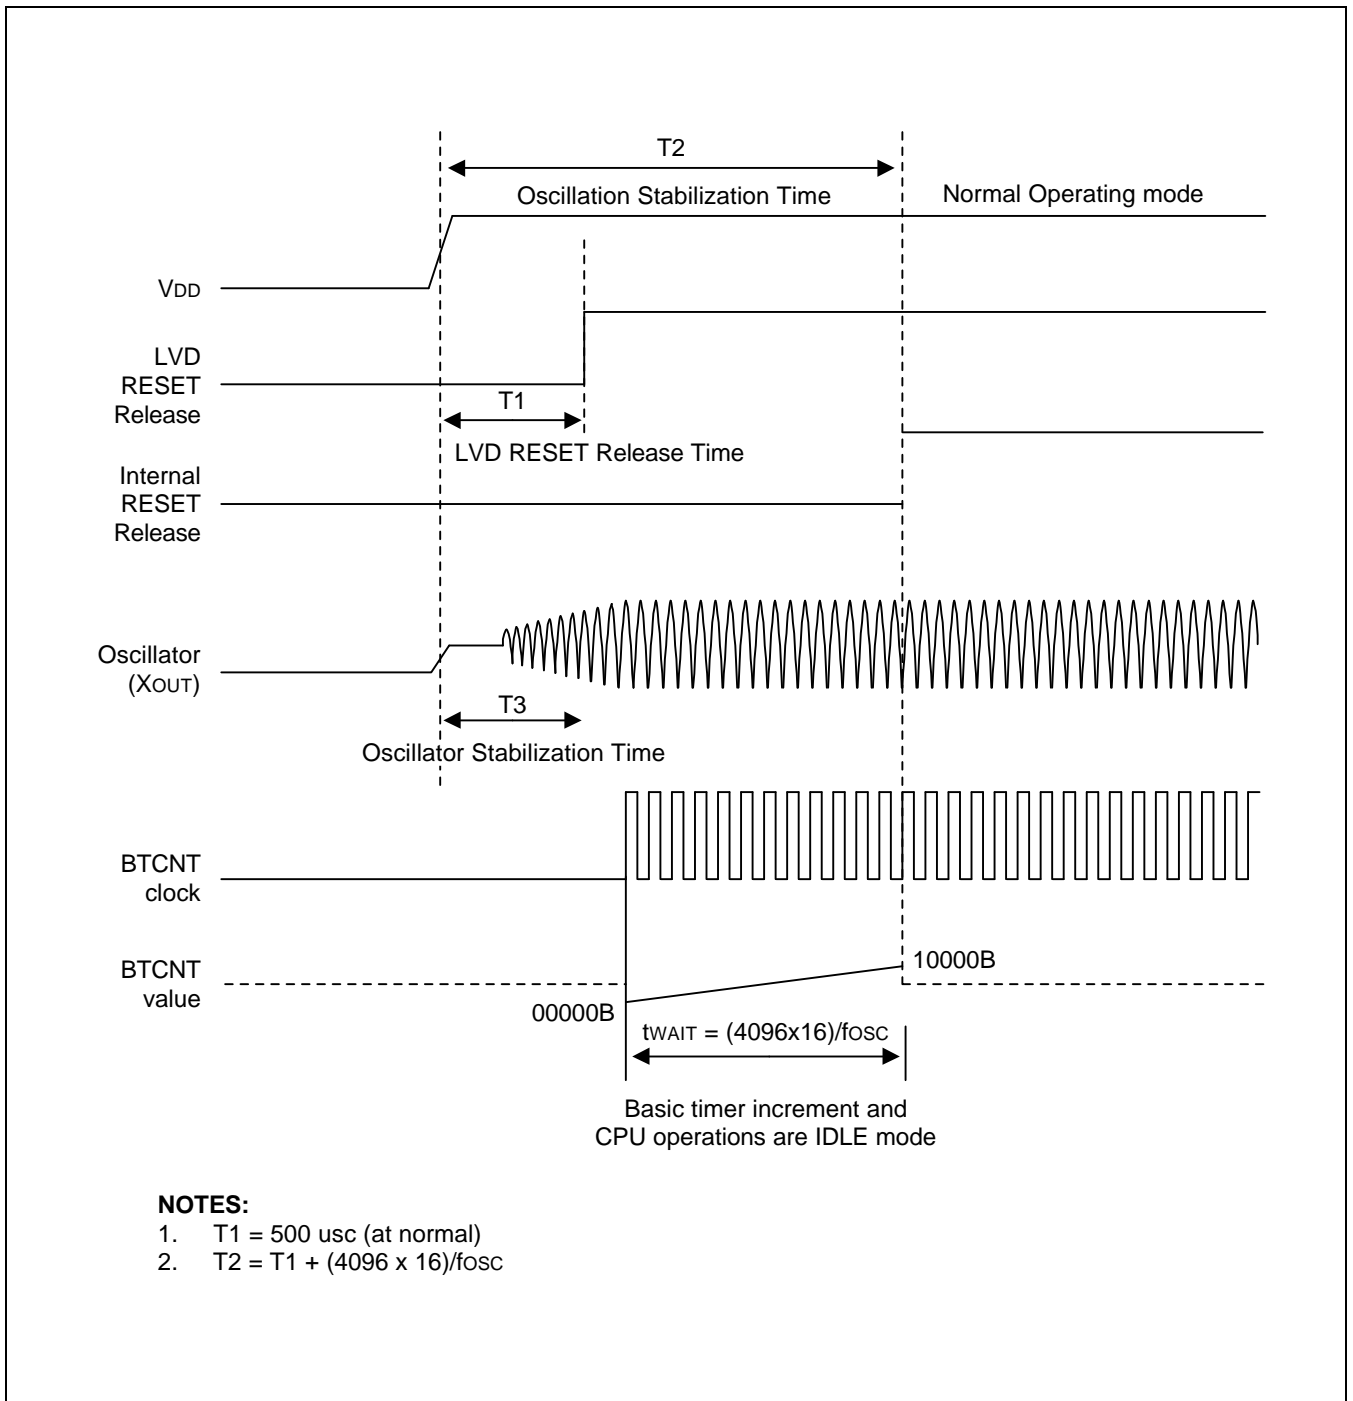 T2
Oscillation Stabilization Time
Normal Operating mode
VDD
LVD
RESET
Release
T1
LVD RESET Release Time
Internal
RESET
Release
Oscillator
(XOUT)
T3
Oscillator Stabilization Time
BTCNT
clock
BTCNT
value
10000B
00000B
tWAIT = (4096x16)/fOSC
Basic timer increment and
CPU operations are IDLE mode
NOTES:
1. T1 = 500 usc (at normal)
2. T2 = T1 + (4096 x 16)/fOSC